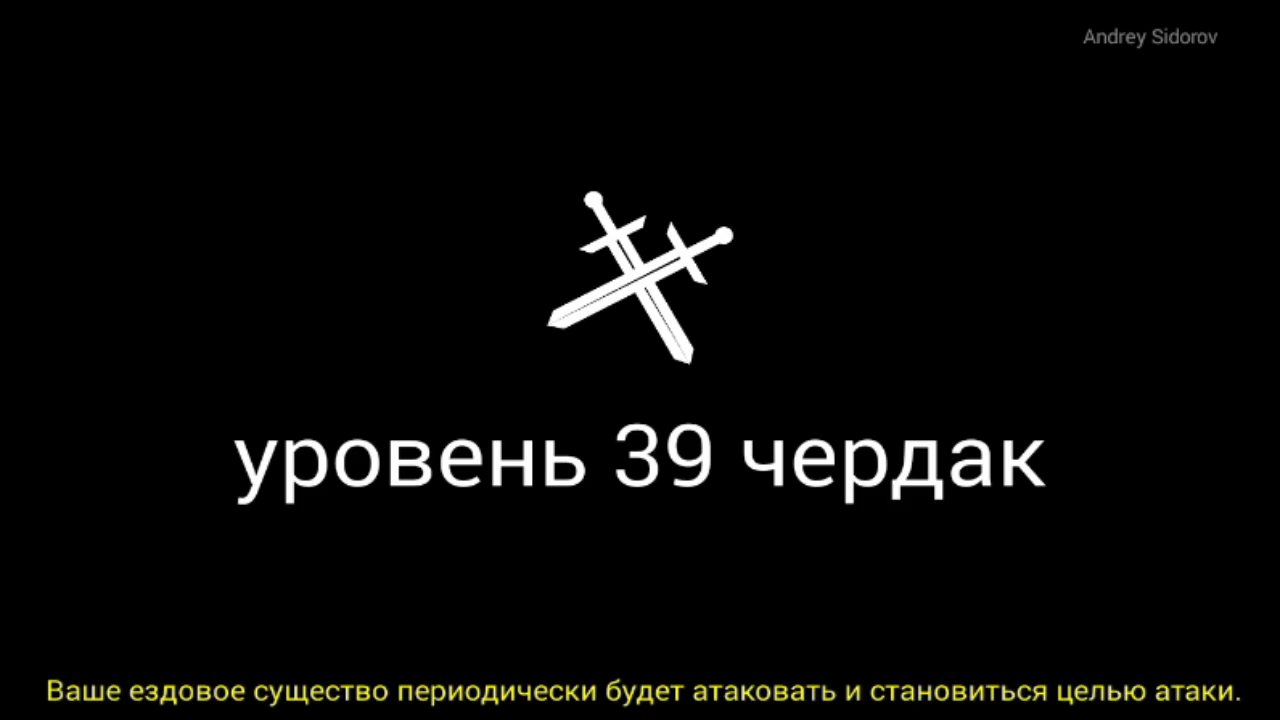 Andrey Sidorov
уровень 39 чердак
Ваше ездовое существо периодически будет атаковать и становиться целью атаки.